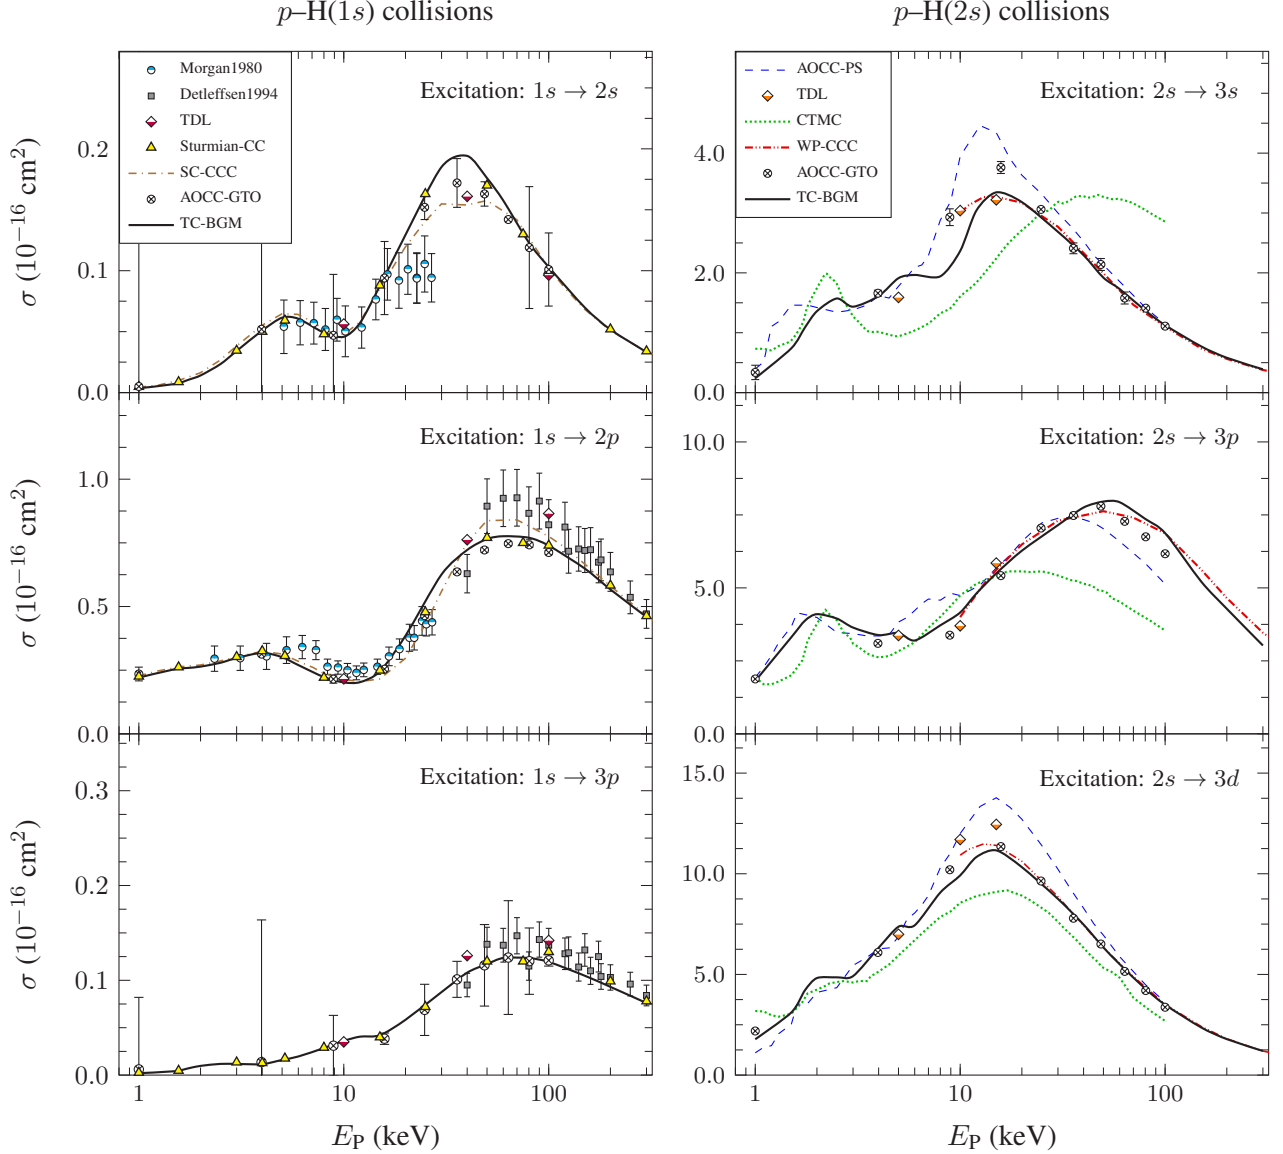 p–H(1s) collisions
p–H(2s) collisions
Morgan1980
Detleffsen1994
TDL
Sturmian-CC
SC-CCC
AOCC-GTO
TC-BGM
Excitation: 1s → 2s
σ (10⁻¹⁶ cm²)
0.2
0.1
0.0
AOCC-PS
TDL
CTMC
WP-CCC
AOCC-GTO
TC-BGM
Excitation: 2s → 3s
4.0
2.0
0.0
Excitation: 1s → 2p
σ (10⁻¹⁶ cm²)
1.0
0.5
0.0
Excitation: 2s → 3p
10.0
5.0
0.0
Excitation: 1s → 3p
σ (10⁻¹⁶ cm²)
0.3
0.2
0.1
0.0
1 10 100
E_P (keV)
Excitation: 2s → 3d
15.0
10.0
5.0
0.0
1 10 100
E_P (keV)